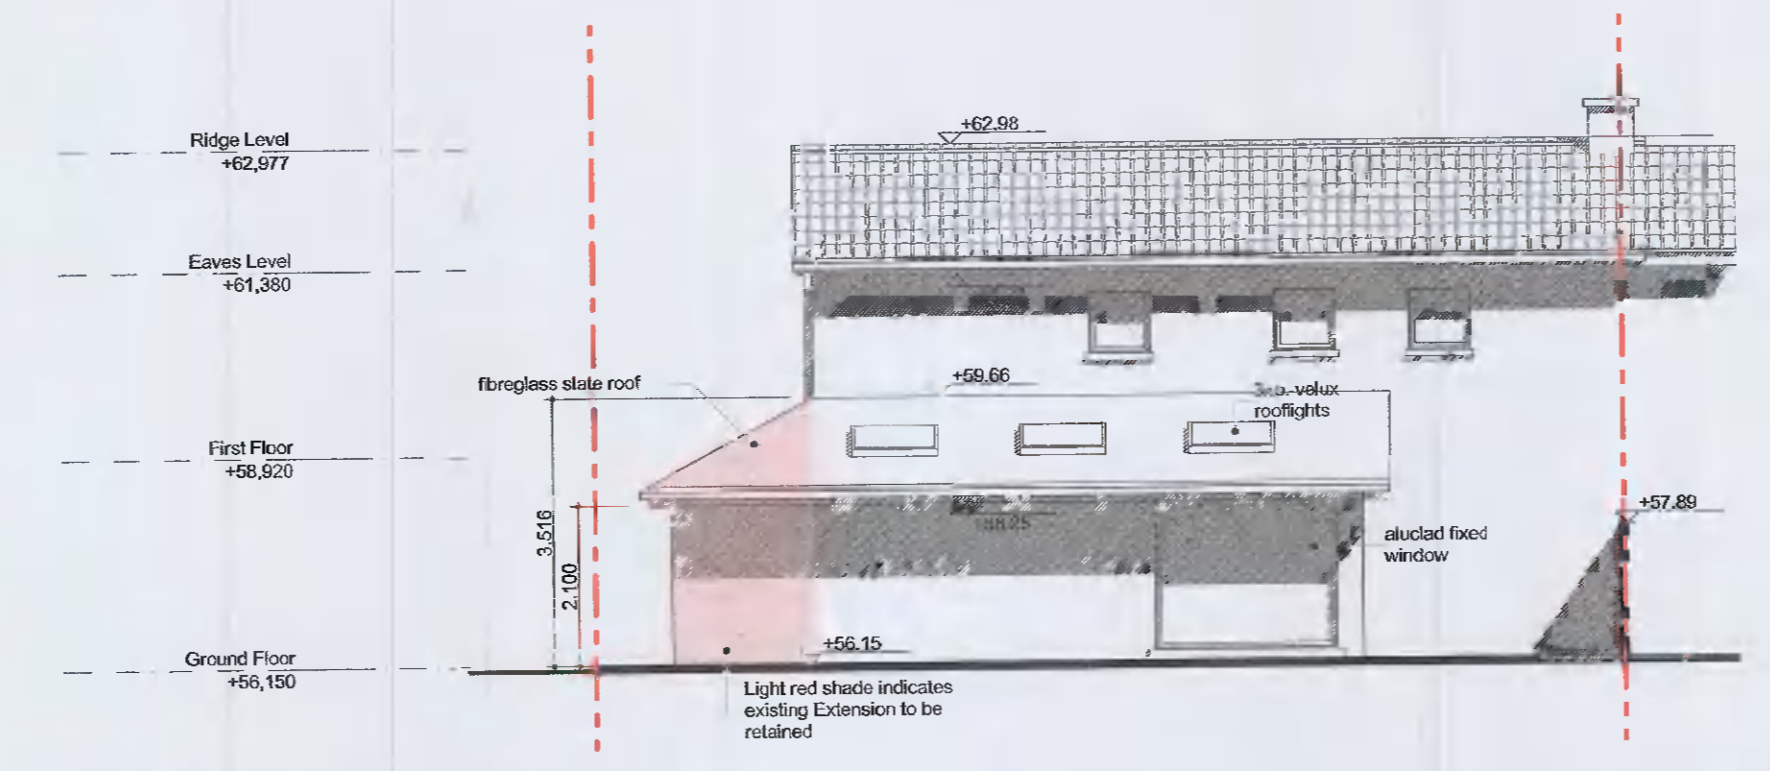 Ridge Level
+62,977
+62.98
Eaves Level
+61,380
fibreglass slate roof
+59.66
velux
rooflights
First Floor
+58,920
3,516
2,100
+57.89
aluclad fixed
window
+56.15
Ground Floor
+56,150
Light red shade indicates
existing Extension to be
retained